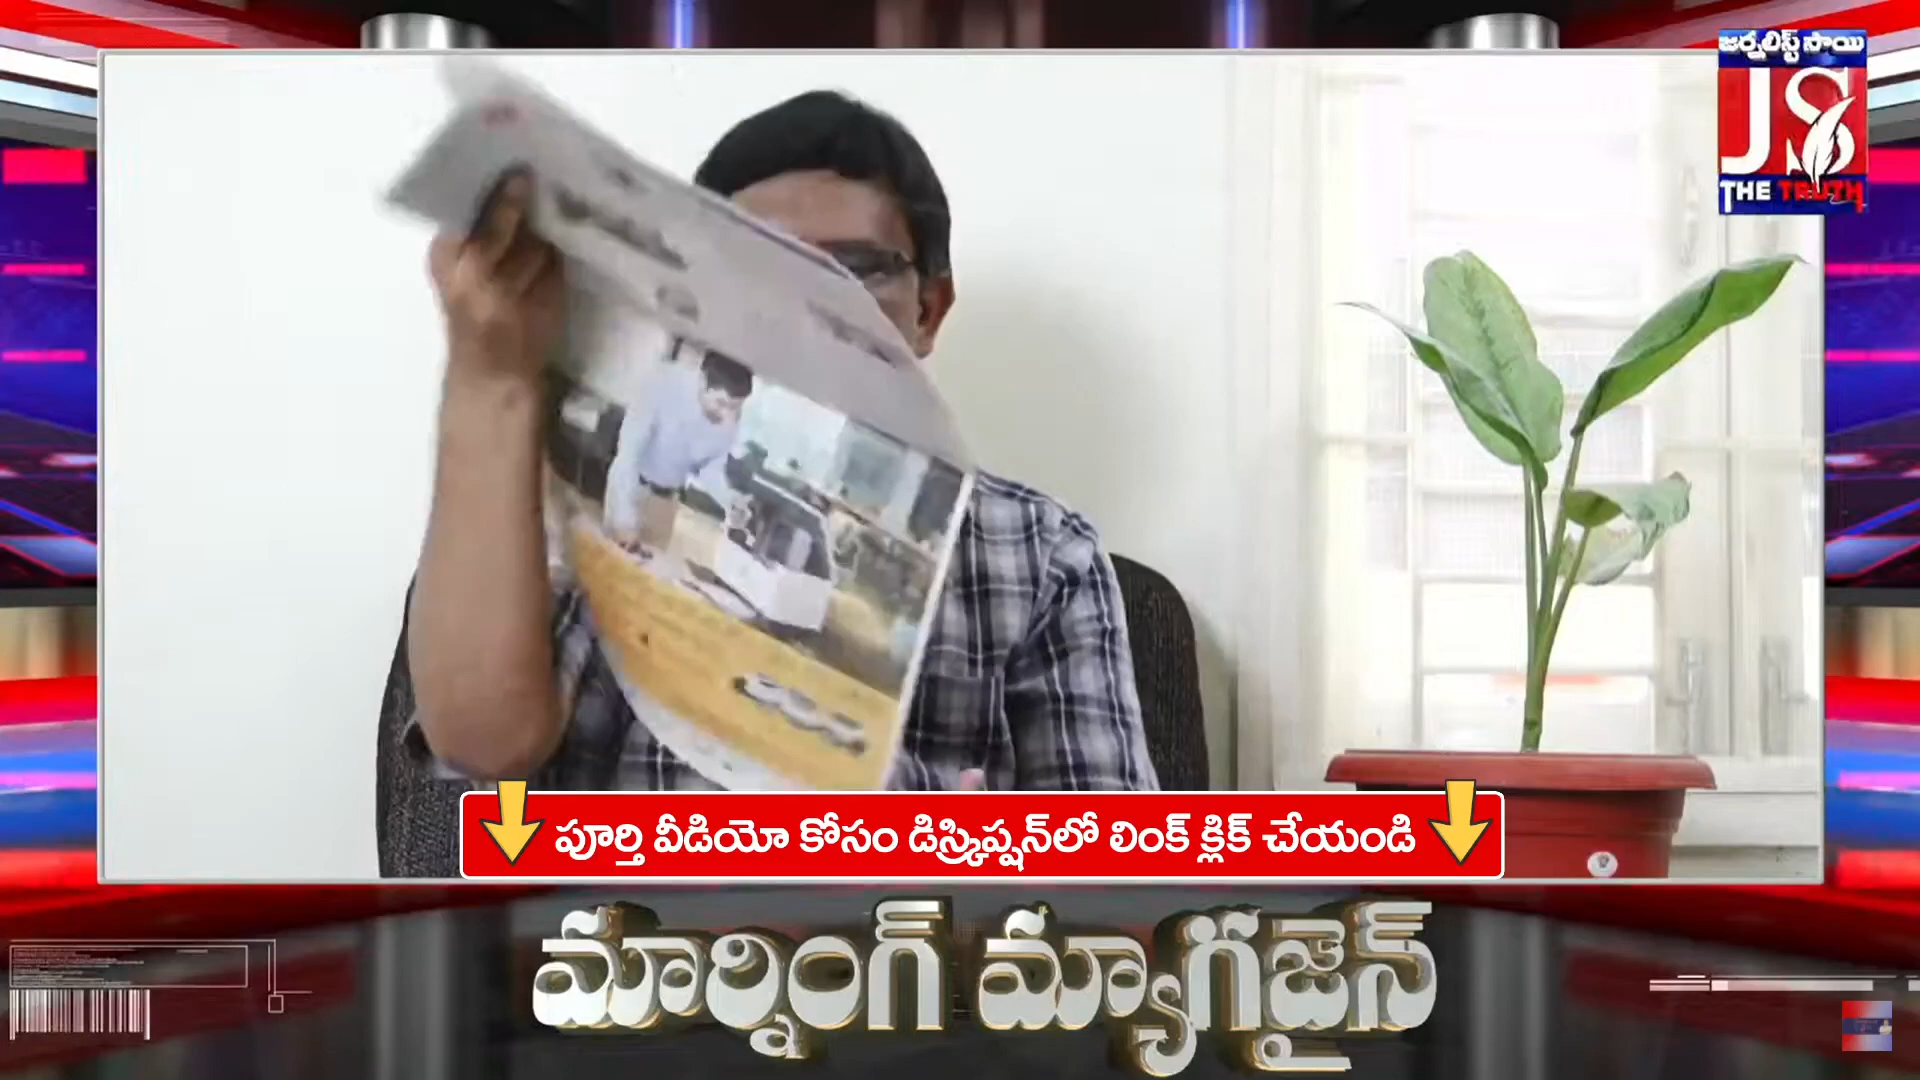 జర్నలిస్ట్ సాయి
JS
THE TRUTH
పూర్తి వీడియో కోసం డిస్క్రిప్షన్‌లో లింక్ క్లిక్ చేయండి
మార్నింగ్ మ్యాగజైన్